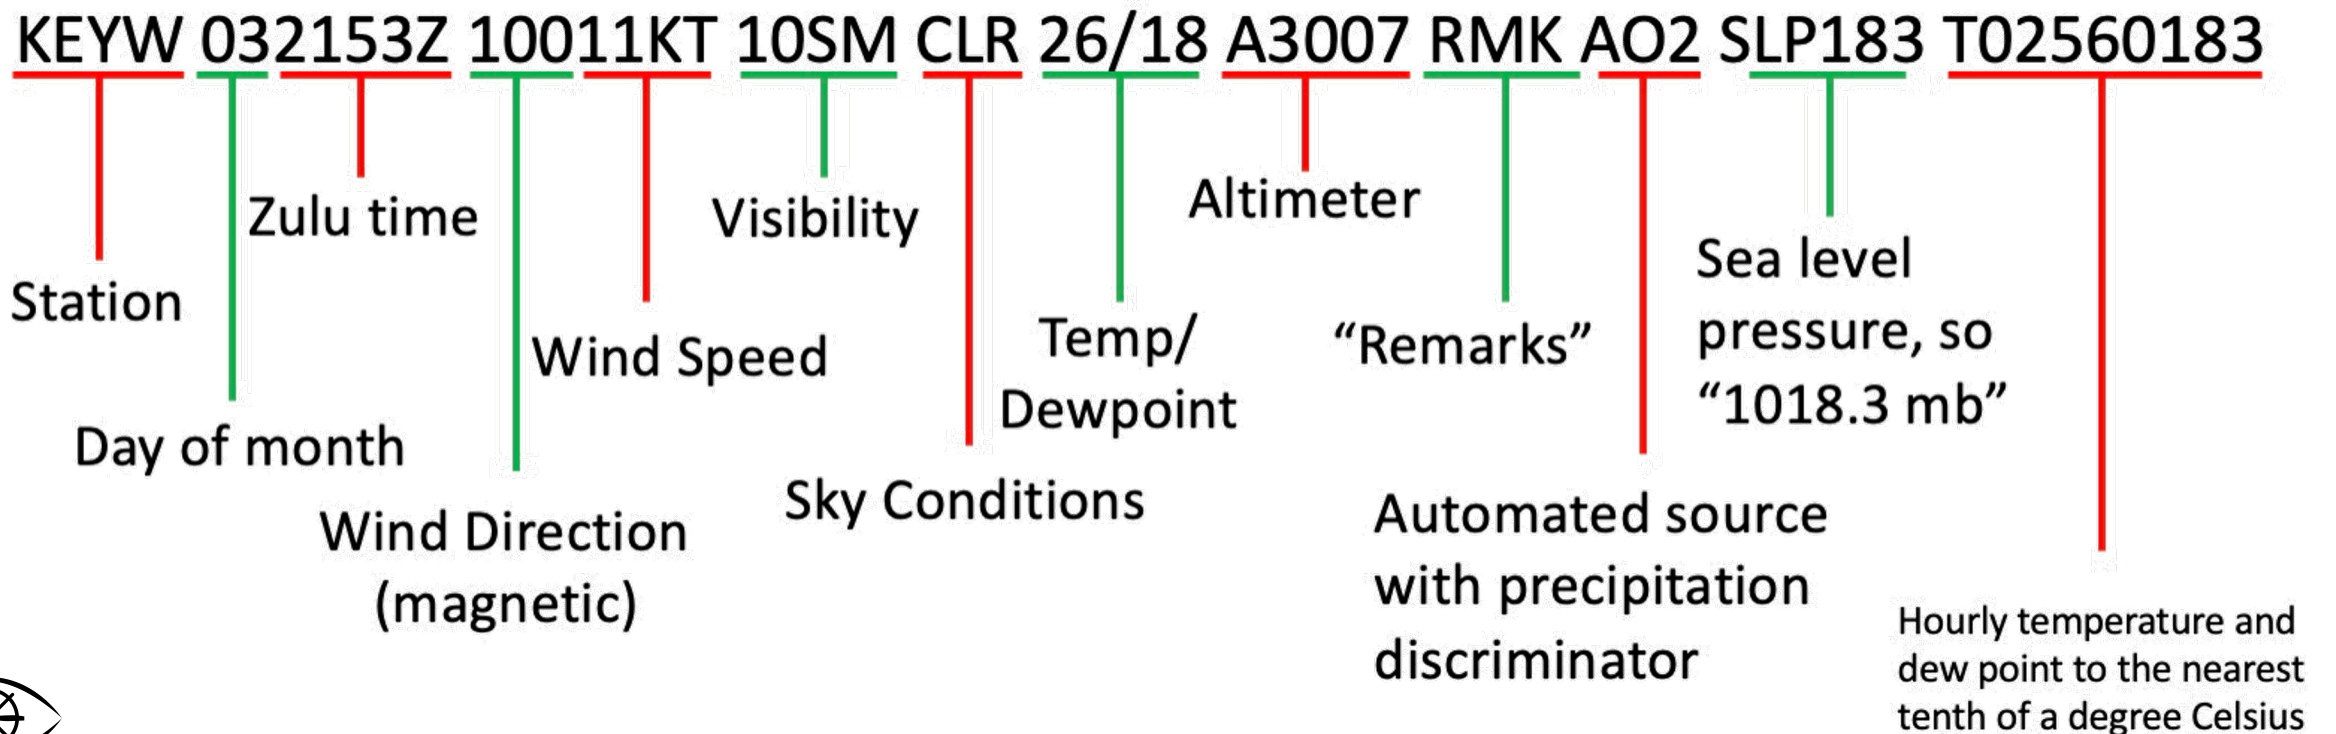 KEYW 032153Z 10011KT 10SM CLR 26/18 A3007 RMK AO2 SLP183 T02560183
Station
Day of month
Zulu time
Wind Direction
(magnetic)
Wind Speed
Visibility
Sky Conditions
Temp/
Dewpoint
Altimeter
“Remarks”
Automated source
with precipitation
discriminator
Sea level
pressure, so
“1018.3 mb”
Hourly temperature and
dew point to the nearest
tenth of a degree Celsius